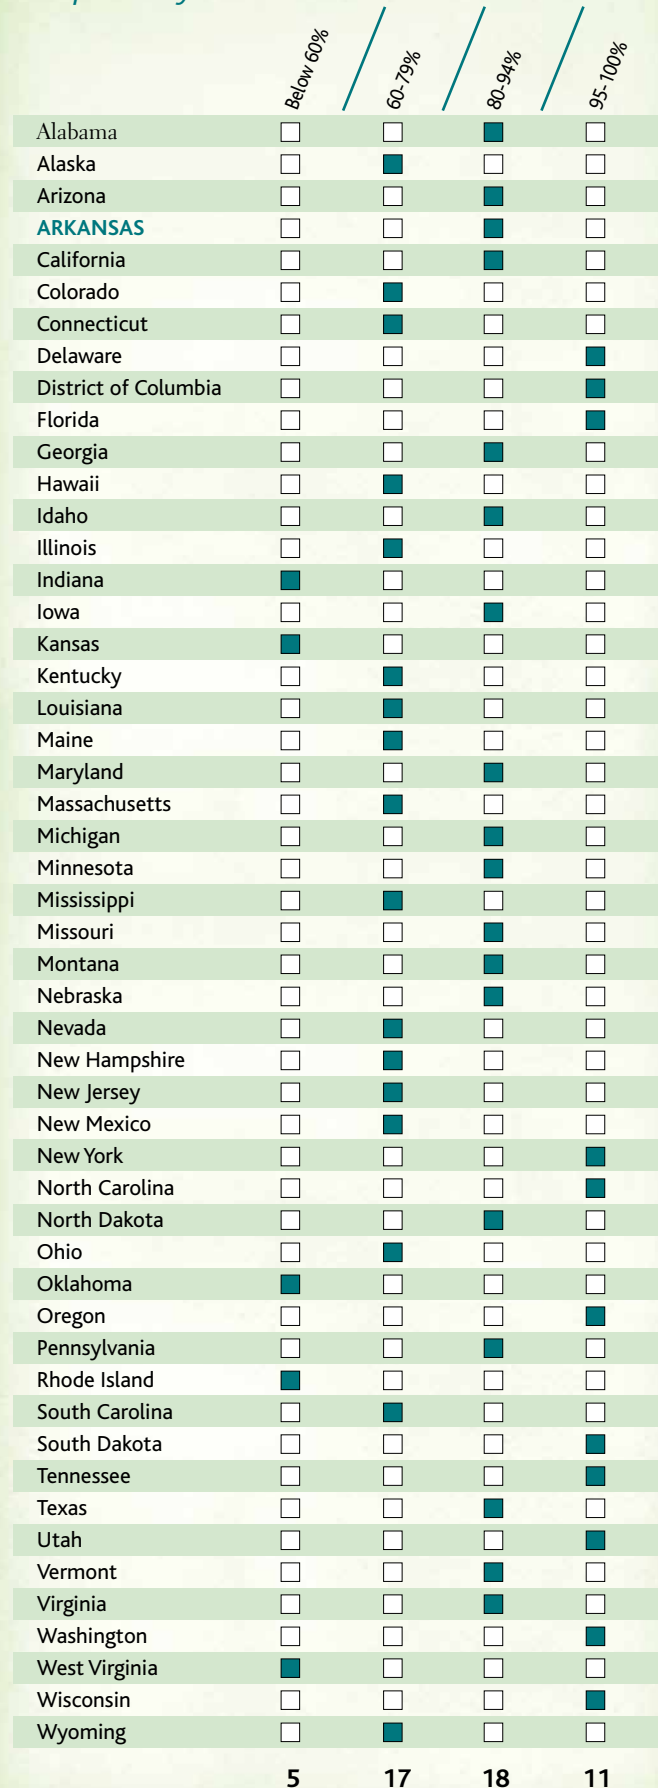 Below 60%
60-79%
80-94%
95-100%
Alabama
Alaska
Arizona
ARKANSAS
California
Colorado
Connecticut
Delaware
District of Columbia
Florida
Georgia
Hawaii
Idaho
Illinois
Indiana
Iowa
Kansas
Kentucky
Louisiana
Maine
Maryland
Massachusetts
Michigan
Minnesota
Mississippi
Missouri
Montana
Nebraska
Nevada
New Hampshire
New Jersey
New Mexico
New York
North Carolina
North Dakota
Ohio
Oklahoma
Oregon
Pennsylvania
Rhode Island
South Carolina
South Dakota
Tennessee
Texas
Utah
Vermont
Virginia
Washington
West Virginia
Wisconsin
Wyoming
5 17 18 11